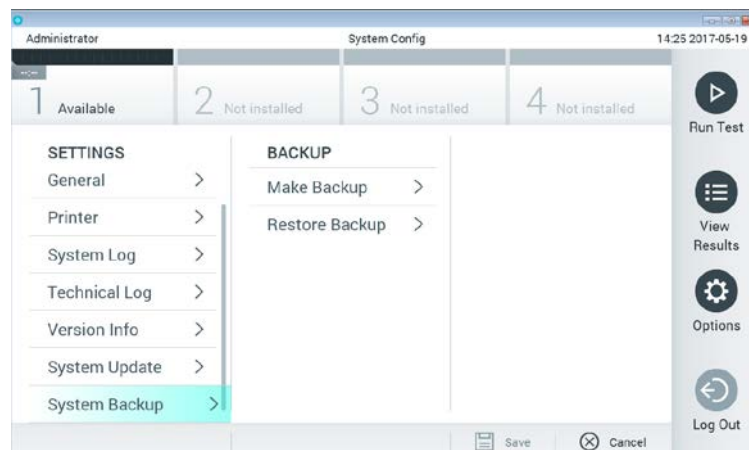 Administrator System Config 14:25 2017-05-19
1 Available 2 Not installed 3 Not installed 4 Not installed
Run Test
SETTINGS
General
Printer
System Log
Technical Log
Version Info
System Update
System Backup
BACKUP
Make Backup
Restore Backup
View
Results
Options
Log Out
Save Cancel